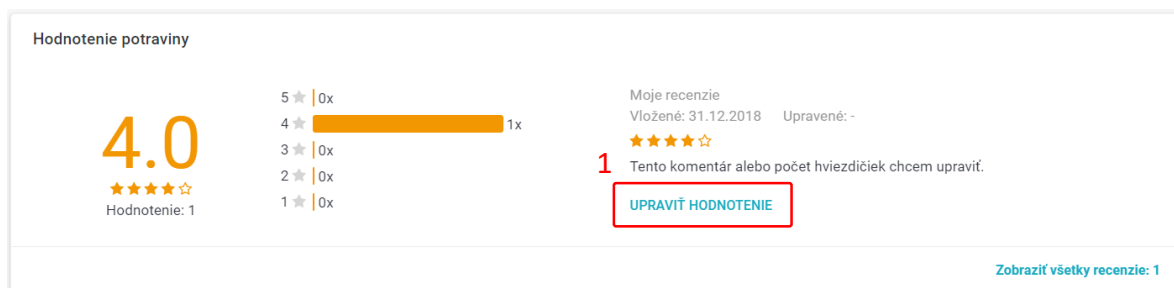 Hodnotenie potraviny
4.0
Hodnotenie: 1
5 0x
4 1x
3 0x
2 0x
1 0x
Moje recenzie
Vložené: 31.12.2018 Upravené: -
1 Tento komentár alebo počet hviezdičiek chcem upraviť.
UPRAVIŤ HODNOTENIE
Zobraziť všetky recenzie: 1